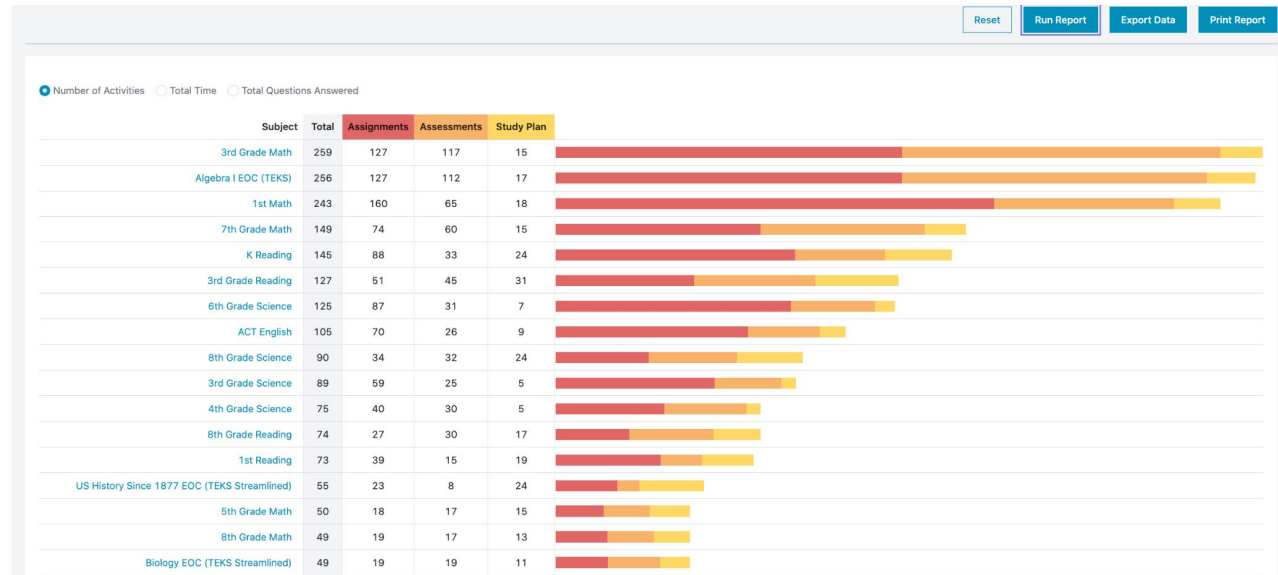 Reset Run Report Export Data Print Report
Number of Activities Total Time Total Questions Answered
Subject Total Assignments Assessments Study Plan
3rd Grade Math 259 127 117 15
Algebra I EOC (TEKS) 256 127 112 17
1st Math 243 160 65 18
7th Grade Math 149 74 60 15
K Reading 145 88 33 24
3rd Grade Reading 127 51 45 31
6th Grade Science 125 87 31 7
ACT English 105 70 26 9
8th Grade Science 90 34 32 24
3rd Grade Science 89 59 25 5
4th Grade Science 75 40 30 5
8th Grade Reading 74 27 30 17
1st Reading 73 39 15 19
US History Since 1877 EOC (TEKS Streamlined) 55 23 8 24
5th Grade Math 50 18 17 15
8th Grade Math 49 19 17 13
Biology EOC (TEKS Streamlined) 49 19 19 11